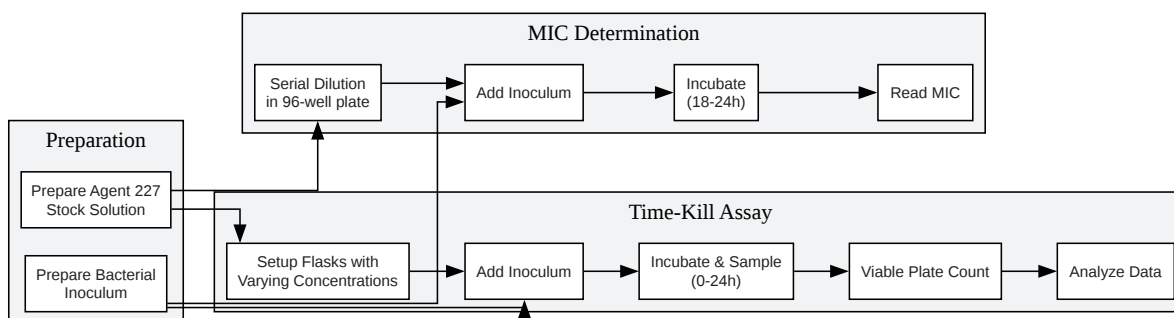 MIC Determination
Serial Dilution
in 96-well plate
Add Inoculum
Incubate
(18-24h)
Read MIC
Preparation
Prepare Agent 227
Stock Solution
Prepare Bacterial
Inoculum
Time-Kill Assay
Setup Flasks with
Varying Concentrations
Add Inoculum
Incubate & Sample
(0-24h)
Viable Plate Count
Analyze Data